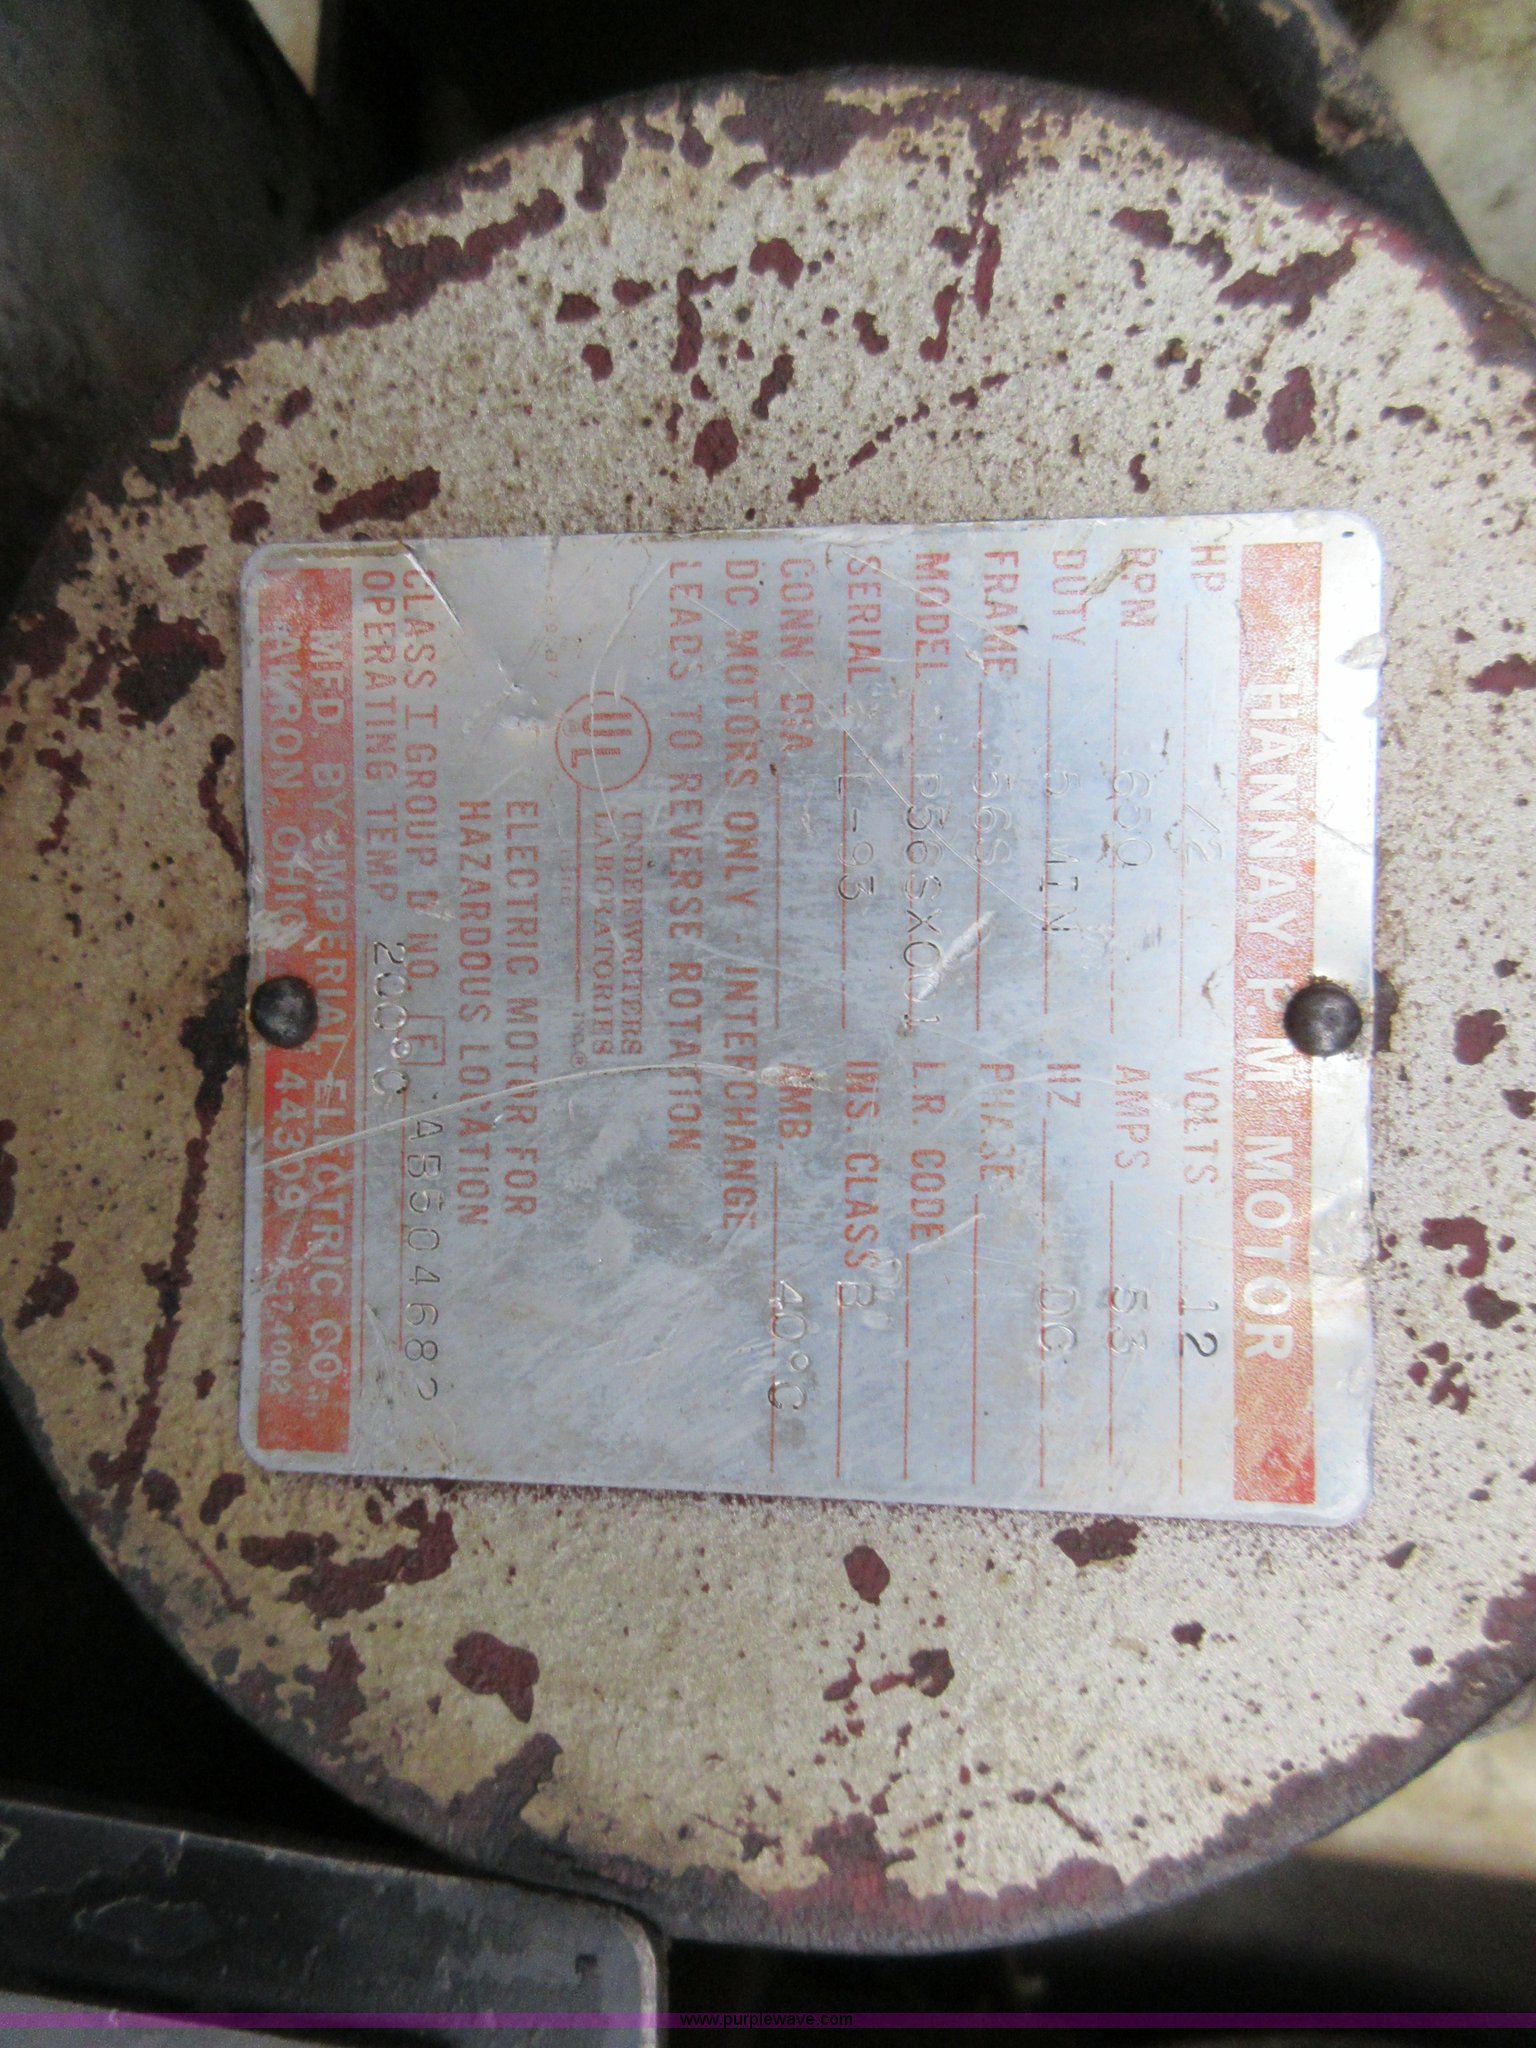 HANNAY P.M. MOTOR
HP 1/2 VOLTS 12
RPM 650 AMPS 53
DUTY 5 MIN HZ DC
FRAME 56S PHASE
MODEL P56SX001 L.R. CODE
SERIAL L-93 INS. CLASS B
CONN DIA AMB. 40°C
DC MOTORS ONLY - INTERCHANGE
LEADS TO REVERSE ROTATION
UL
UNDERWRITERS
LABORATORIES
INC.®
ELECTRIC MOTOR FOR
HAZARDOUS LOCATION
CLASS I GROUP D NO E AB504682
OPERATING TEMP 200°C
MFD. BY IMPERIAL ELECTRIC CO.
AKRON, OHIO 44309
www.purplewave.com